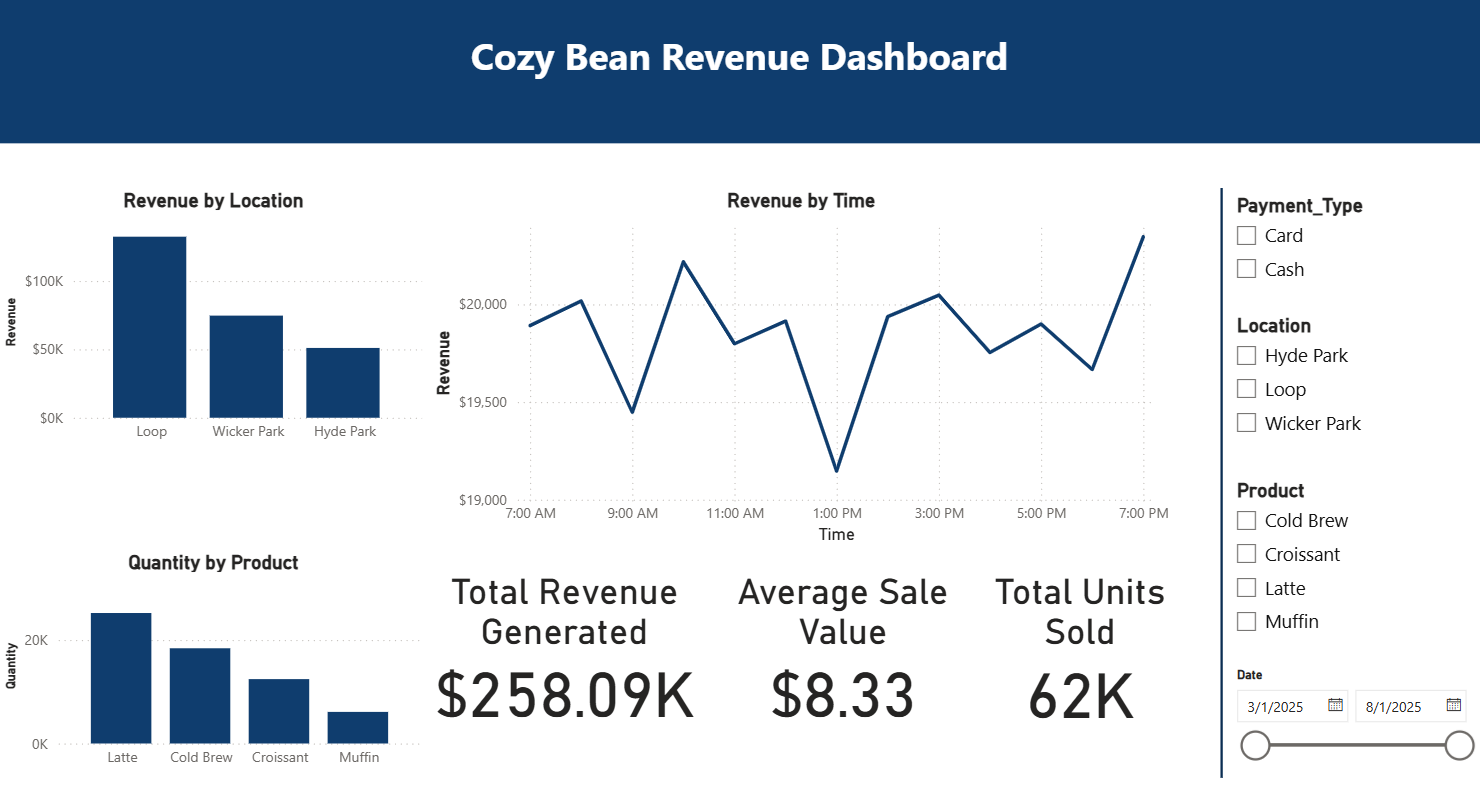 Cozy Bean Revenue Dashboard
Revenue by Location
Revenue
$100K
$50K
$0K
Loop
Wicker Park
Hyde Park
Quantity by Product
Quantity
20K
0K
Latte
Cold Brew
Croissant
Muffin
Revenue by Time
Revenue
$20,000
$19,500
$19,000
7:00 AM
9:00 AM
11:00 AM
1:00 PM
3:00 PM
5:00 PM
7:00 PM
Time
Total Revenue
Generated
$258.09K
Average Sale
Value
$8.33
Total Units
Sold
62K
Payment_Type
Card
Cash
Location
Hyde Park
Loop
Wicker Park
Product
Cold Brew
Croissant
Latte
Muffin
Date
3/1/2025
8/1/2025